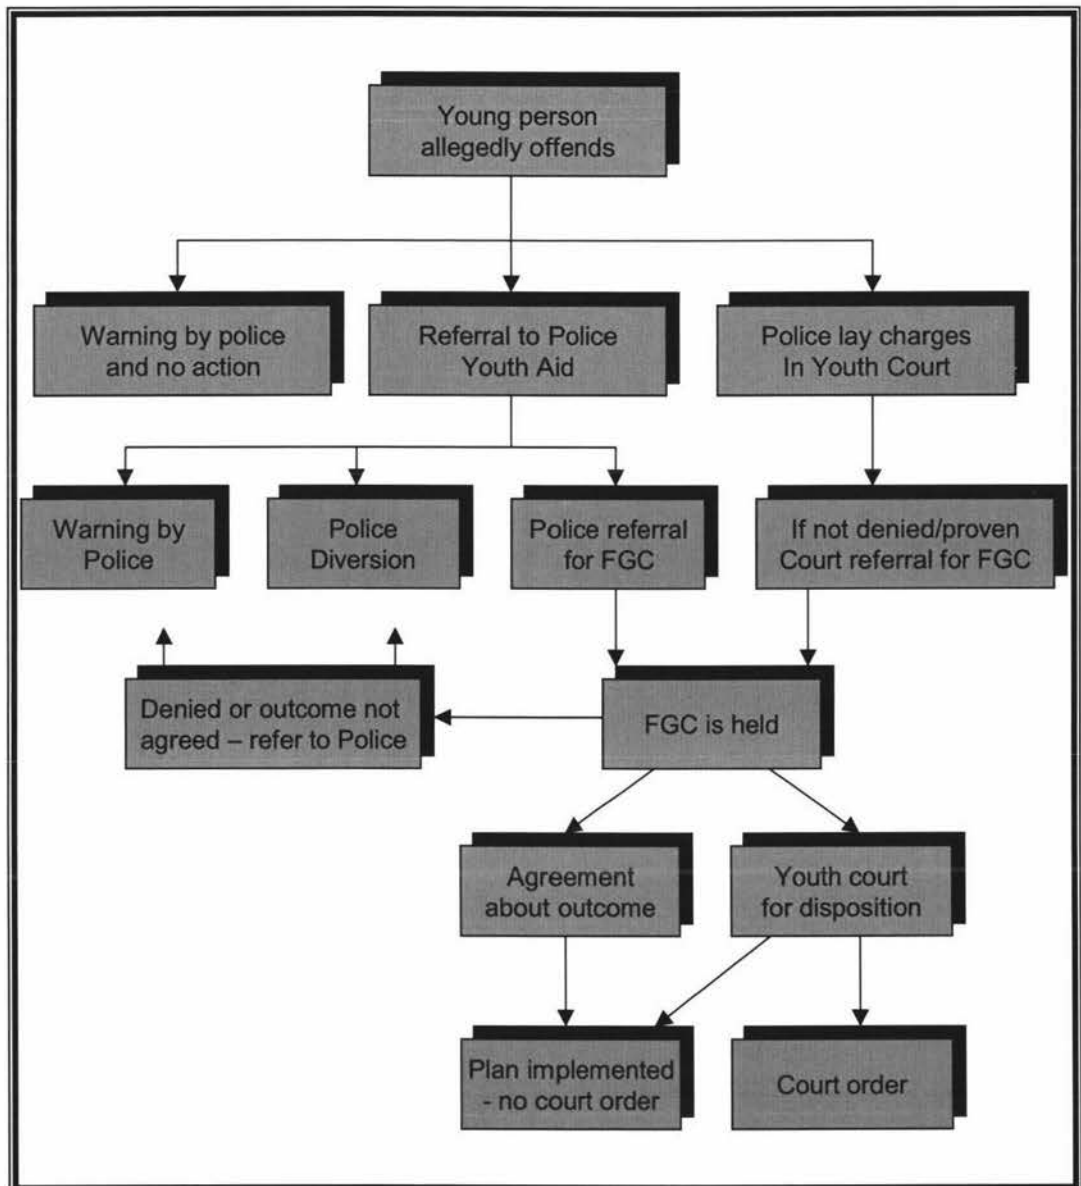 Young person
allegedly offends
Warning by police
and no action
Referral to Police
Youth Aid
Police lay charges
In Youth Court
Warning by
Police
Police
Diversion
Police referral
for FGC
If not denied/proven
Court referral for FGC
Denied or outcome not
agreed – refer to Police
FGC is held
Agreement
about outcome
Youth court
for disposition
Plan implemented
- no court order
Court order